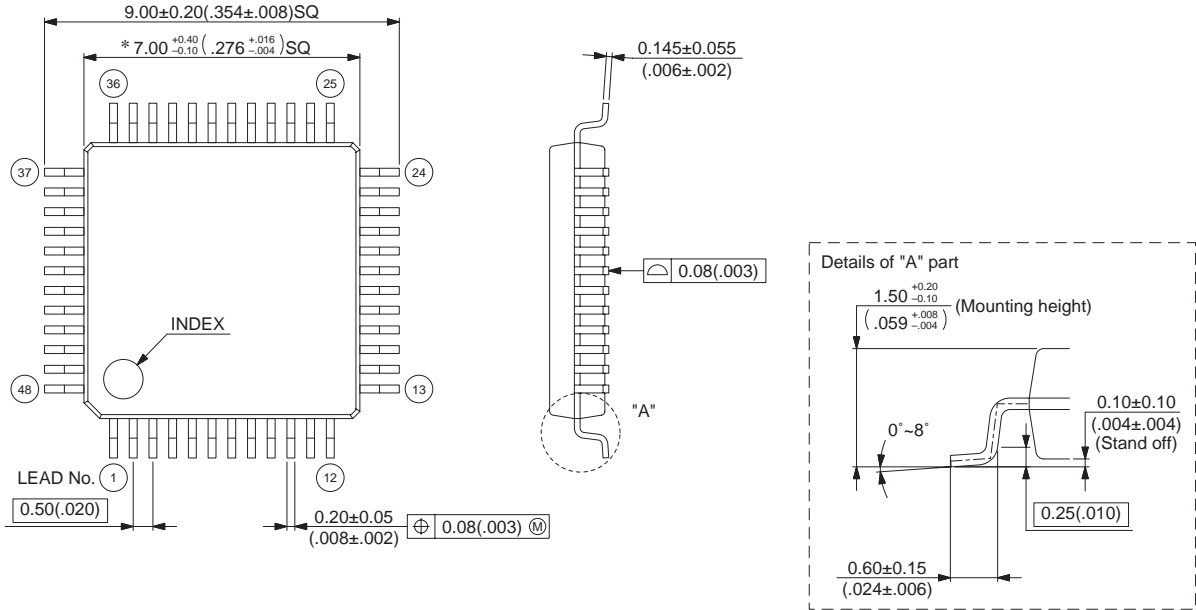 9.00±0.20(.354±.008)SQ
* 7.00 +0.40 −0.10 ( .276 +.016 −.004 )SQ
0.145±0.055
(.006±.002)
36
25
37
24
0.08(.003)
INDEX
48
13
"A"
LEAD No.
1
12
0.50(.020)
0.20±0.05
(.008±.002)
⌖ 0.08(.003) Ⓜ
Details of "A" part
1.50 +0.20 −0.10
( .059 +.008 −.004 )
(Mounting height)
0˚~8˚
0.10±0.10
(.004±.004)
(Stand off)
0.25(.010)
0.60±0.15
(.024±.006)